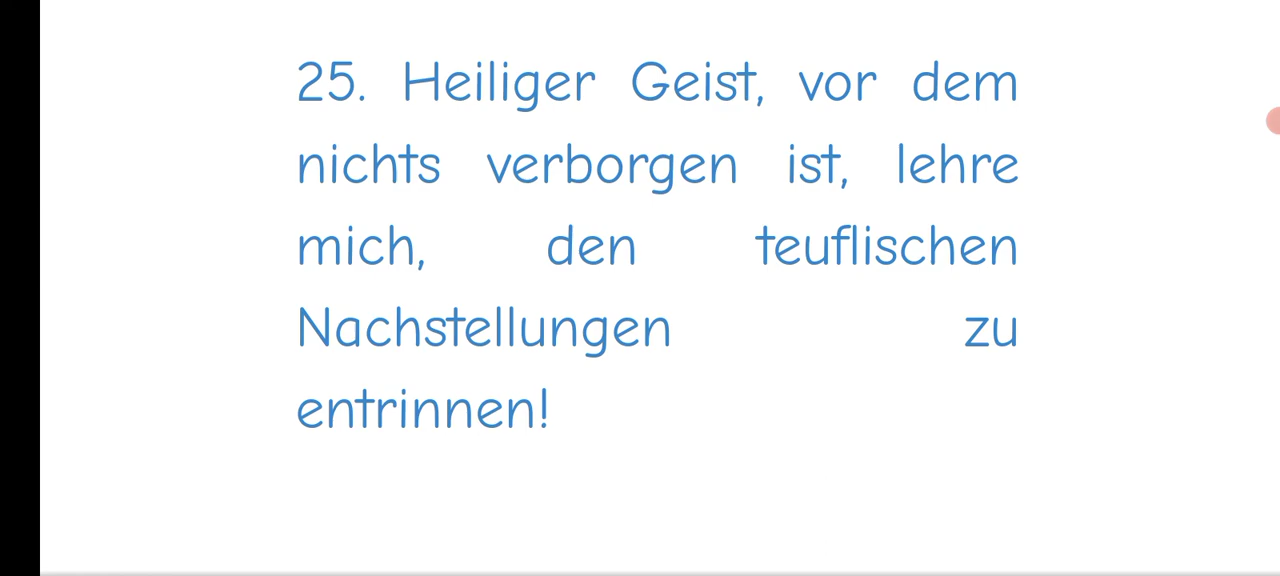 25. Heiliger Geist, vor dem
nichts verborgen ist, lehre
mich, den teuflischen
Nachstellungen zu
entrinnen!